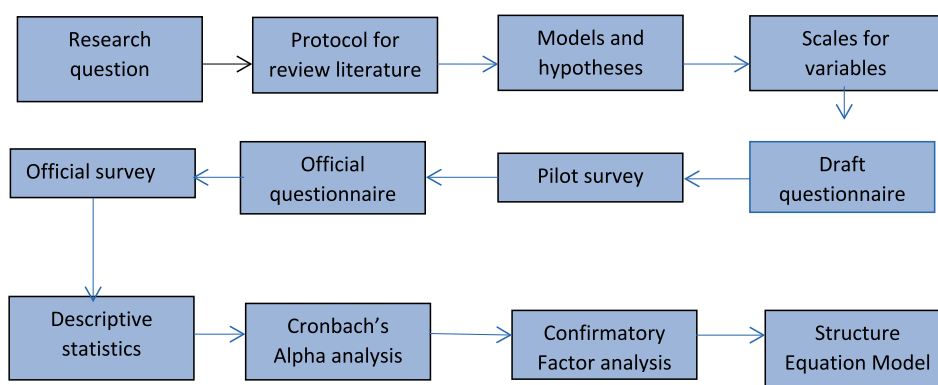 Research
question
Protocol for
review literature
Models and
hypotheses
Scales for
variables
Draft
questionnaire
Pilot survey
Official
questionnaire
Official survey
Descriptive
statistics
Cronbach’s
Alpha analysis
Confirmatory
Factor analysis
Structure
Equation Model